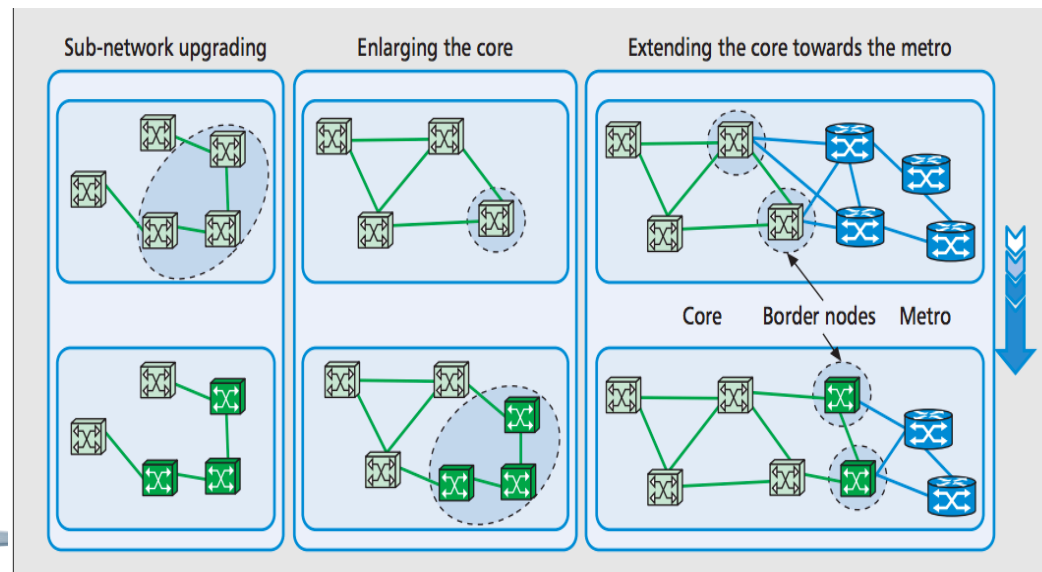 Sub-network upgrading
Enlarging the core
Extending the core towards the metro
Core
Border nodes
Metro